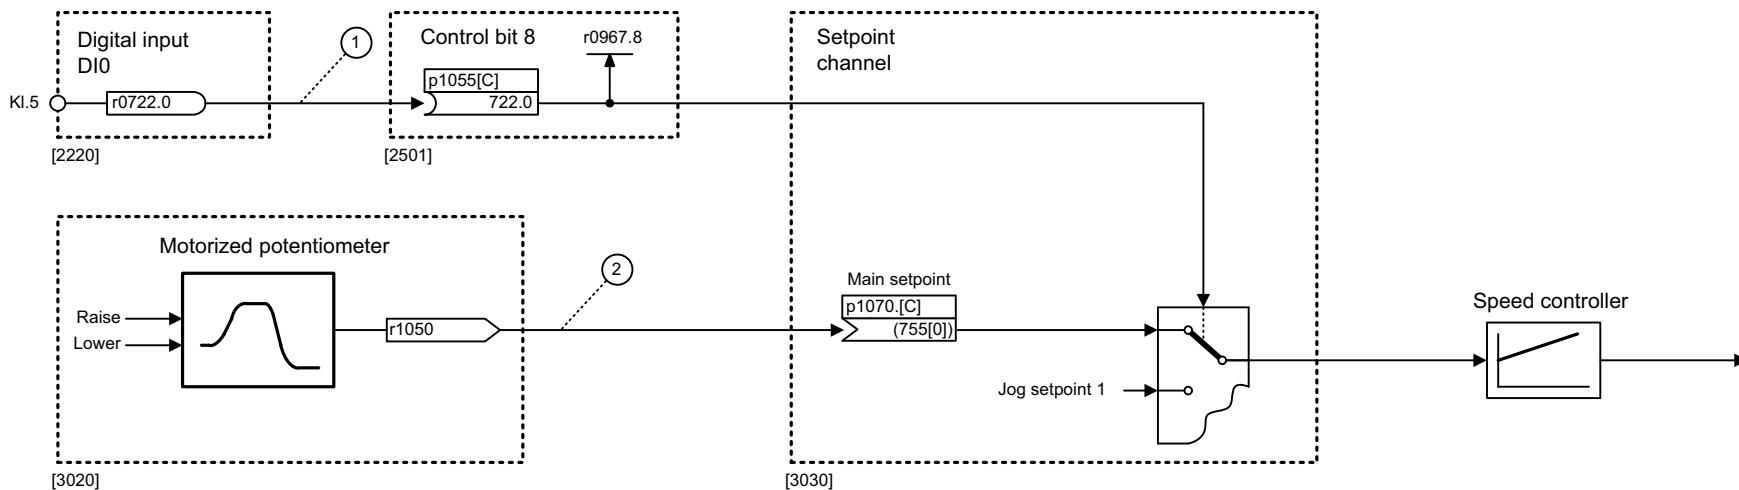 Digital input
DI0
Kl.5
r0722.0
[2220]
1
Control bit 8
r0967.8
p1055[C]
722.0
[2501]
Setpoint
channel
Motorized potentiometer
Raise
Lower
r1050
[3020]
2
Main setpoint
p1070.[C]
(755[0])
Jog setpoint 1
[3030]
Speed controller